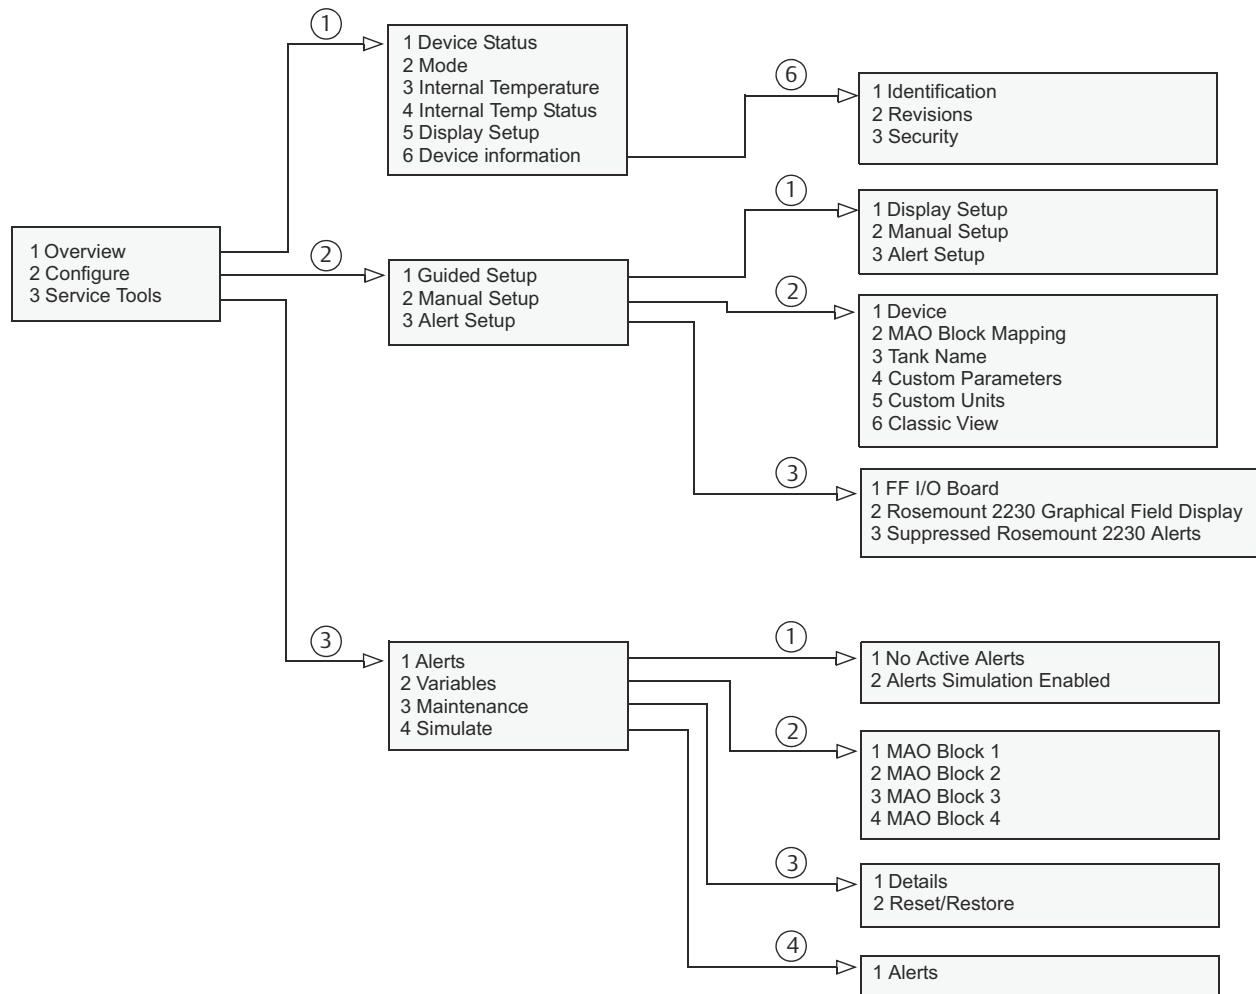 1
1 Device Status
2 Mode
3 Internal Temperature
4 Internal Temp Status
5 Display Setup
6 Device information
6
1 Identification
2 Revisions
3 Security
1 Overview
2 Configure
3 Service Tools
2
1 Guided Setup
2 Manual Setup
3 Alert Setup
1
1 Display Setup
2 Manual Setup
3 Alert Setup
2
1 Device
2 MAO Block Mapping
3 Tank Name
4 Custom Parameters
5 Custom Units
6 Classic View
3
1 FF I/O Board
2 Rosemount 2230 Graphical Field Display
3 Suppressed Rosemount 2230 Alerts
3
1 Alerts
2 Variables
3 Maintenance
4 Simulate
1
1 No Active Alerts
2 Alerts Simulation Enabled
2
1 MAO Block 1
2 MAO Block 2
3 MAO Block 3
4 MAO Block 4
3
1 Details
2 Reset/Restore
4
1 Alerts